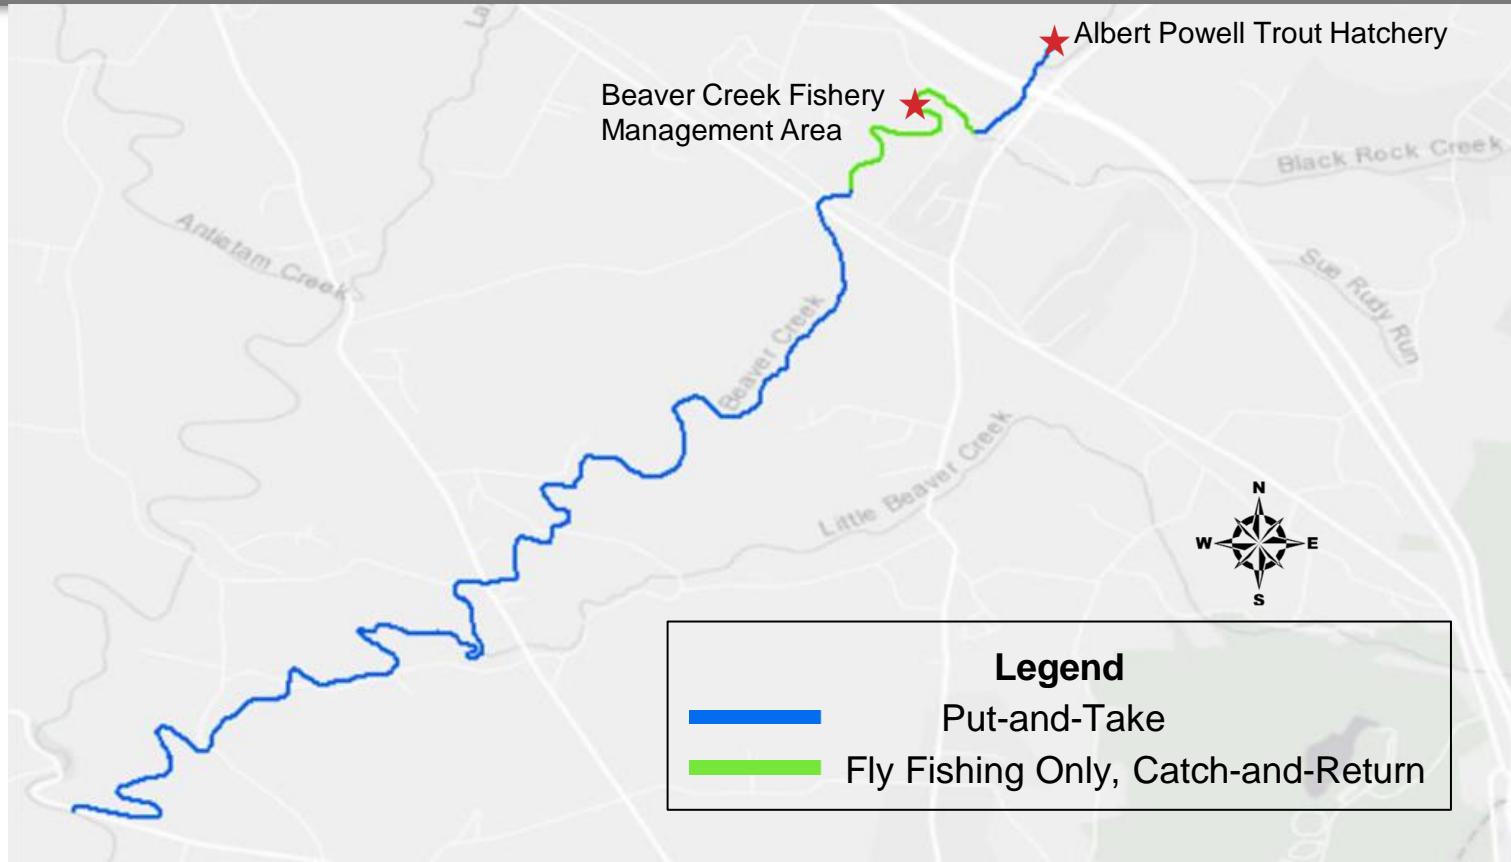 La
Albert Powell Trout Hatchery
Beaver Creek Fishery
Management Area
Black Rock Creek
Antietam Creek
Sue Rudy Run
Beaver Creek
Little Beaver Creek
N
W
E
S
Legend
Put-and-Take
Fly Fishing Only, Catch-and-Return